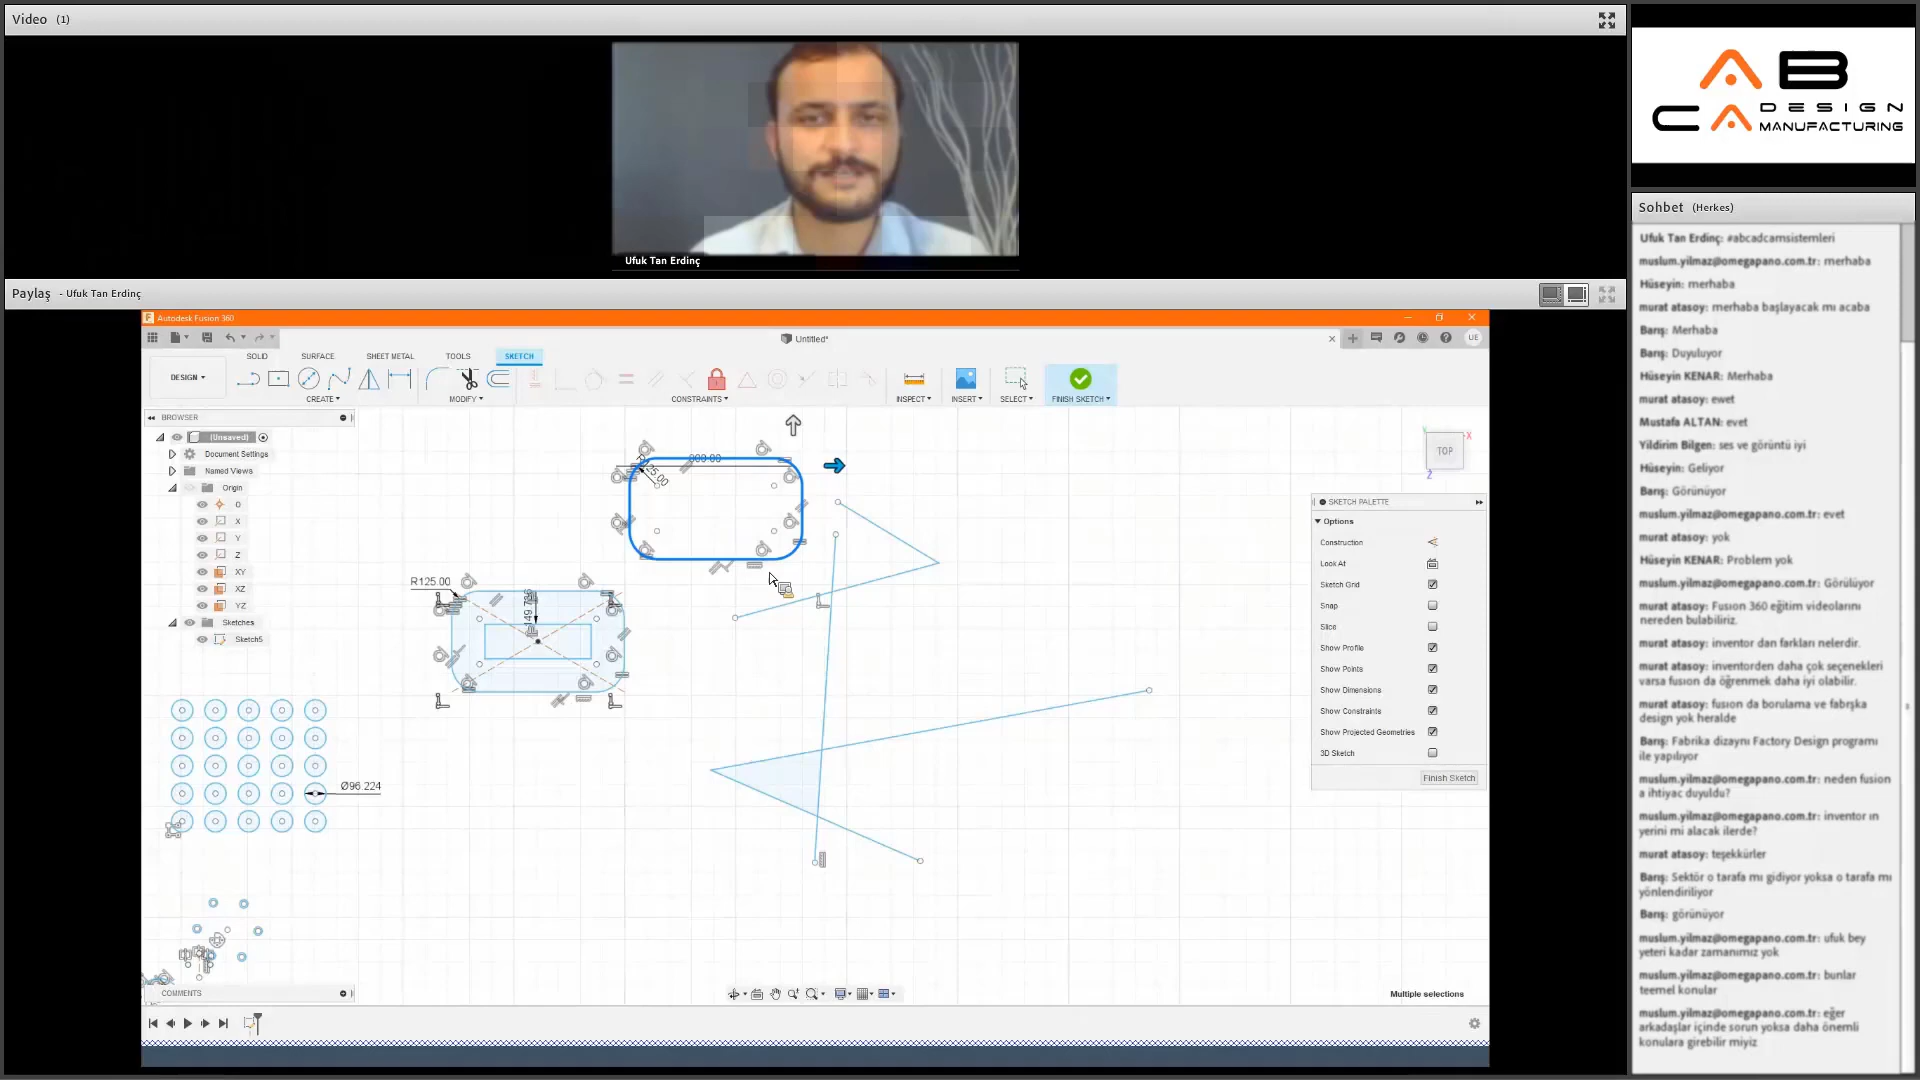 Video (1)
Ufuk Tan Erdinç
Paylaş - Ufuk Tan Erdinç
Autodesk Fusion 360
Untitled*
UE
SOLID SURFACE SHEET METAL TOOLS SKETCH
DESIGN
CREATE MODIFY CONSTRAINTS INSPECT INSERT SELECT FINISH SKETCH
BROWSER
(Unsaved)
Document Settings
Named Views
Origin
O
X
Y
Z
XY
XZ
YZ
Sketches
Sketch5
R125.00
Ø96.224
TOP
X
Z
SKETCH PALETTE
Options
Construction
Look At
Sketch Grid
Snap
Slice
Show Profile
Show Points
Show Dimensions
Show Constraints
Show Projected Geometries
3D Sketch
Finish Sketch
COMMENTS
Multiple selections
AB
CA DESIGN
MANUFACTURING
Sohbet (Herkes)
Ufuk Tan Erdinç: #abcadcamsistemleri
muslum.yilmaz@omegapano.com.tr: merhaba
Hüseyin: merhaba
murat atasoy: merhaba başlayacak mı acaba
Barış: Merhaba
Barış: Duyuluyor
Hüseyin KENAR: Merhaba
murat atasoy: ewet
Mustafa ALTAN: evet
Yildirim Bilgen: ses ve görüntü iyi
Hüseyin: Geliyor
Barış: Görünüyor
muslum.yilmaz@omegapano.com.tr: evet
murat atasoy: yok
Hüseyin KENAR: Problem yok
muslum.yilmaz@omegapano.com.tr: Görülüyor
murat atasoy: Fusion 360 eğitim videolarını
nereden bulabiliriz.
murat atasoy: inventor dan farkları nelerdir.
murat atasoy: inventorden daha çok seçenekleri
varsa fusıon da öğrenmek daha iyi olabilir.
murat atasoy: fusıon da borulama ve fabrşka
design yok heralde
Barış: Fabrika dizaynı Factory Design programı
ile yapılıyor
muslum.yilmaz@omegapano.com.tr: neden fusion
a ihtiyac duyuldu?
muslum.yilmaz@omegapano.com.tr: inventor ın
yerini mi alacak ilerde?
murat atasoy: teşekkürler
Barış: Sektör o tarafa mı gidiyor yoksa o tarafa mı
yönlendiriliyor
Barış: görünüyor
muslum.yilmaz@omegapano.com.tr: ufuk bey
yeteri kadar zamanımız yok
muslum.yilmaz@omegapano.com.tr: bunlar
teemel konular
muslum.yilmaz@omegapano.com.tr: eğer
arkadaşlar içinde sorun yoksa daha önemli
konulara girebilir miyiz